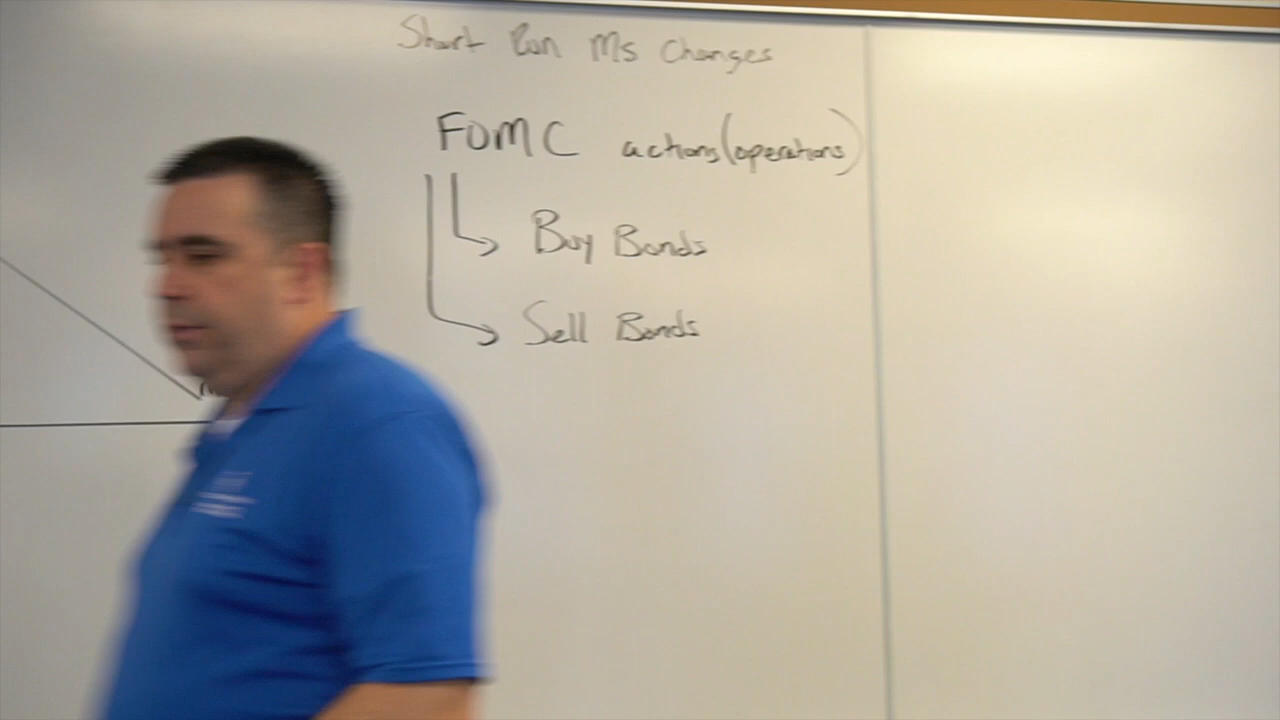 Short Run Ms Changes
FOMC actions (operations)
Buy Bonds
Sell Bonds